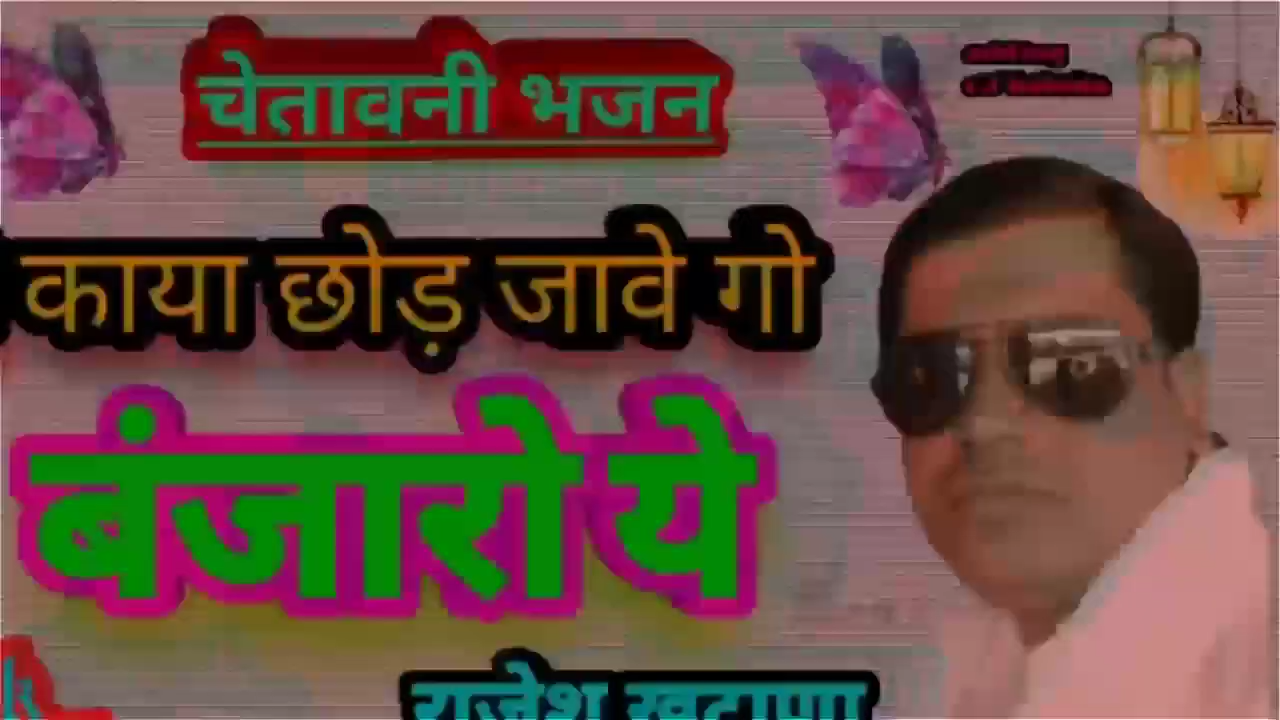 चेतावनी भजन
काया छोड़ जावे गो
बंजारो ये
राजेश खटाणा